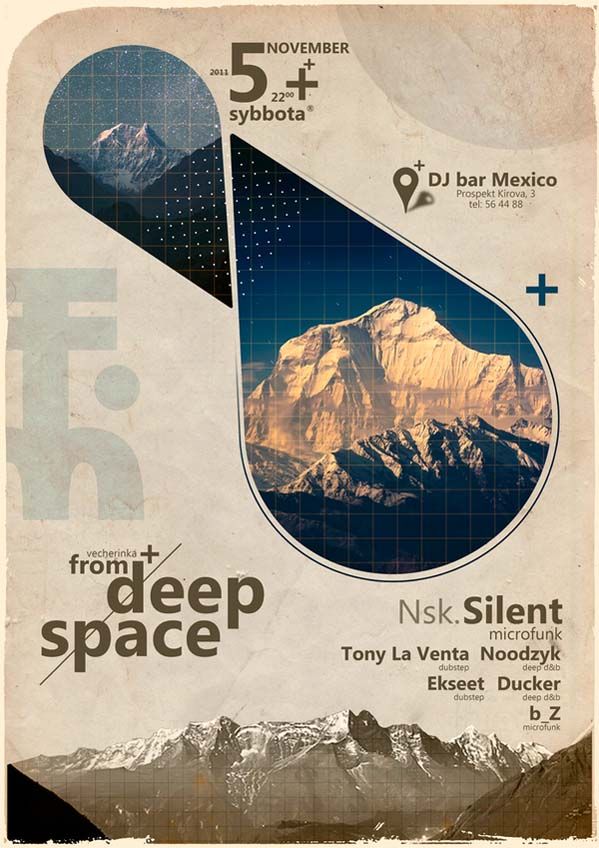 2011 5 NOVEMBER
22⁰⁰
sybbota®
DJ bar Mexico
Prospekt Kirova, 3
tel: 56 44 88
vecherinka
from deep
space
Nsk. Silent
microfunk
Tony La Venta Noodzyk
dubstep deep d&b
Ekseet Ducker
dubstep deep d&b
b_Z
microfunk